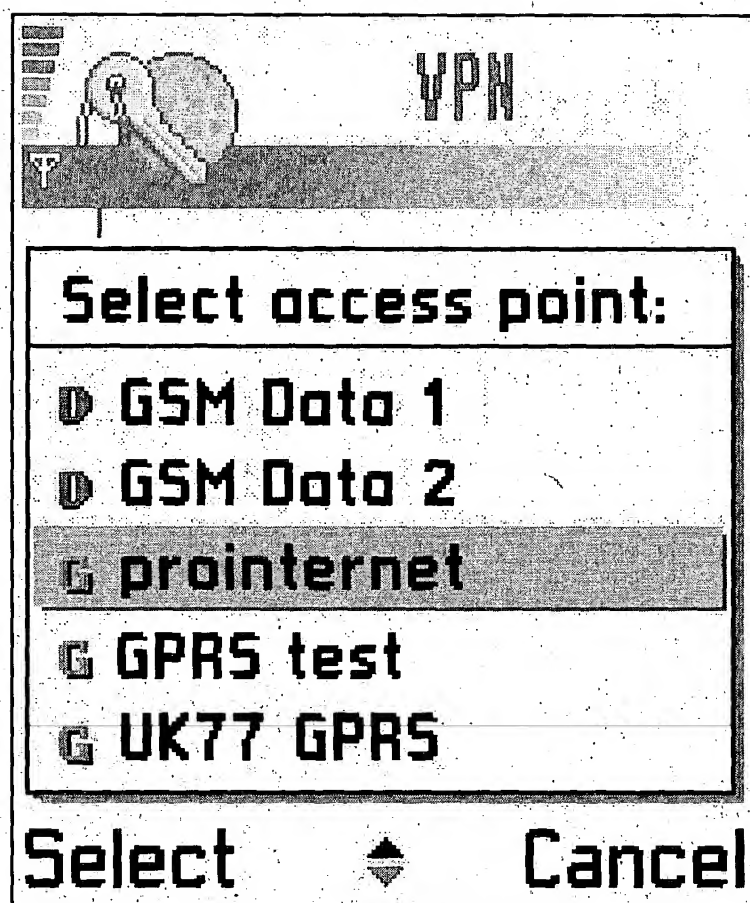 VPN
Select access point:
D GSM Data 1
D GSM Data 2
G prointernet
G GPRS test
G UK77 GPRS
Select Cancel